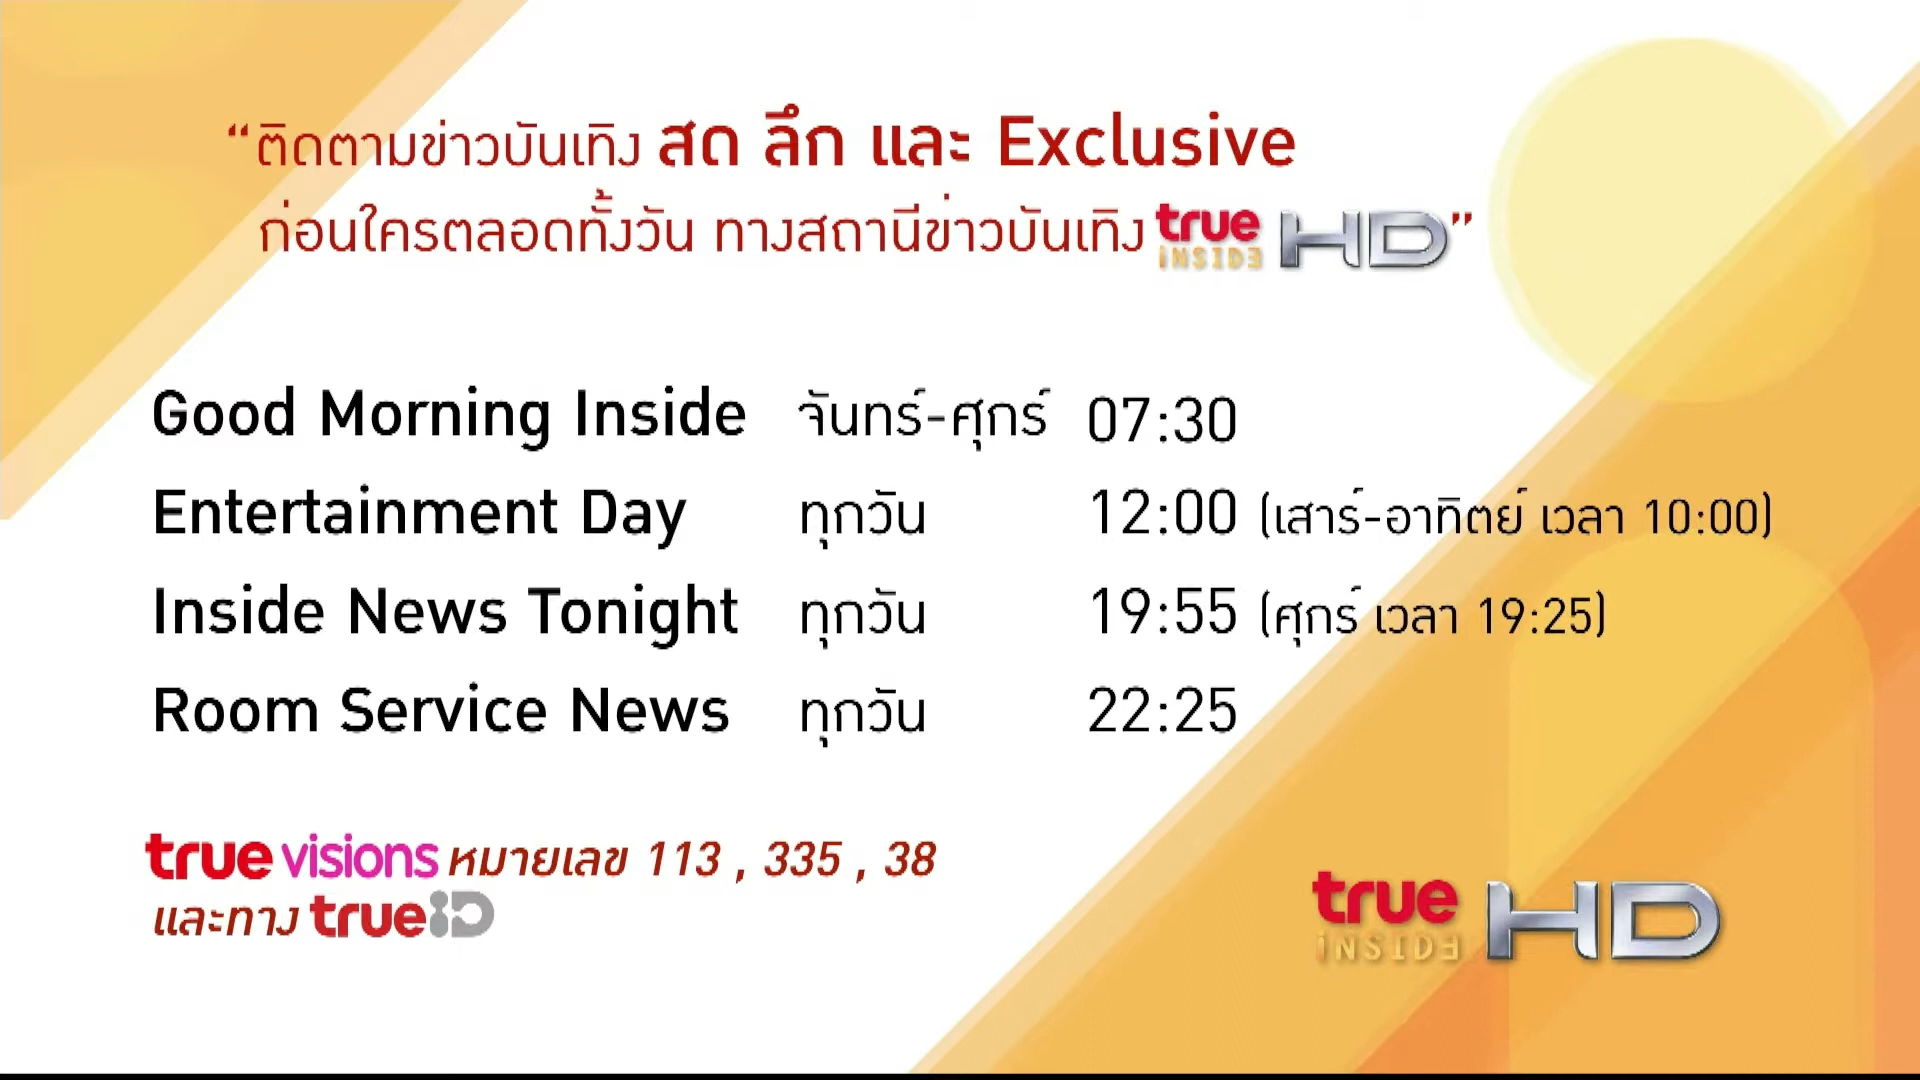 “ติดตามข่าวบันเทิง สด ลึก และ Exclusive
ก่อนใครตลอดทั้งวัน ทางสถานีข่าวบันเทิง true INSIDE HD”
Good Morning Inside จันทร์-ศุกร์ 07:30
Entertainment Day ทุกวัน 12:00 (เสาร์-อาทิตย์ เวลา 10:00)
Inside News Tonight ทุกวัน 19:55 (ศุกร์ เวลา 19:25)
Room Service News ทุกวัน 22:25
true visions หมายเลข 113 , 335 , 38
และทาง trueiD
true INSIDE HD